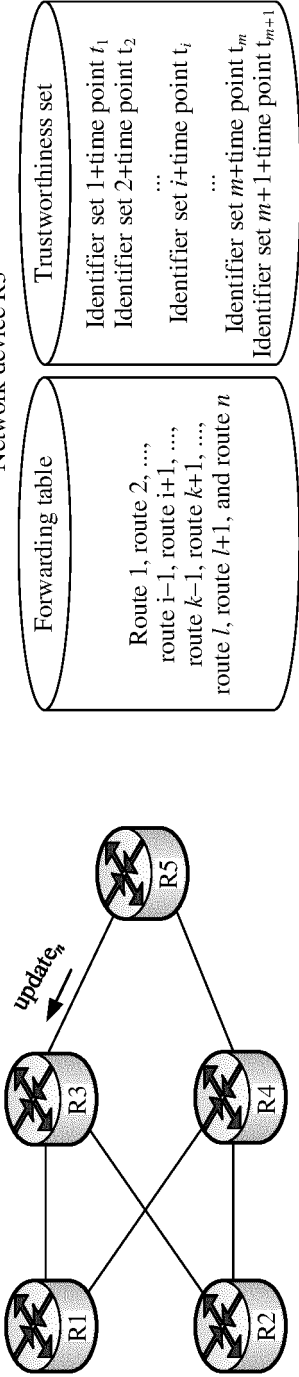 Network device
Forwarding table
Route 1, route 2, ...,
route i−1, route i+1, ...,
route k−1, route k+1, ...,
route l, route l+1, and route n
Trustworthiness set
Identifier set 1+time point t₁
Identifier set 2+time point t₂
...
Identifier set i+time point tᵢ
...
Identifier set m+time point tₘ
Identifier set m+1+time point tₘ₊₁
updateₙ
R1
R3
R5
R2
R4